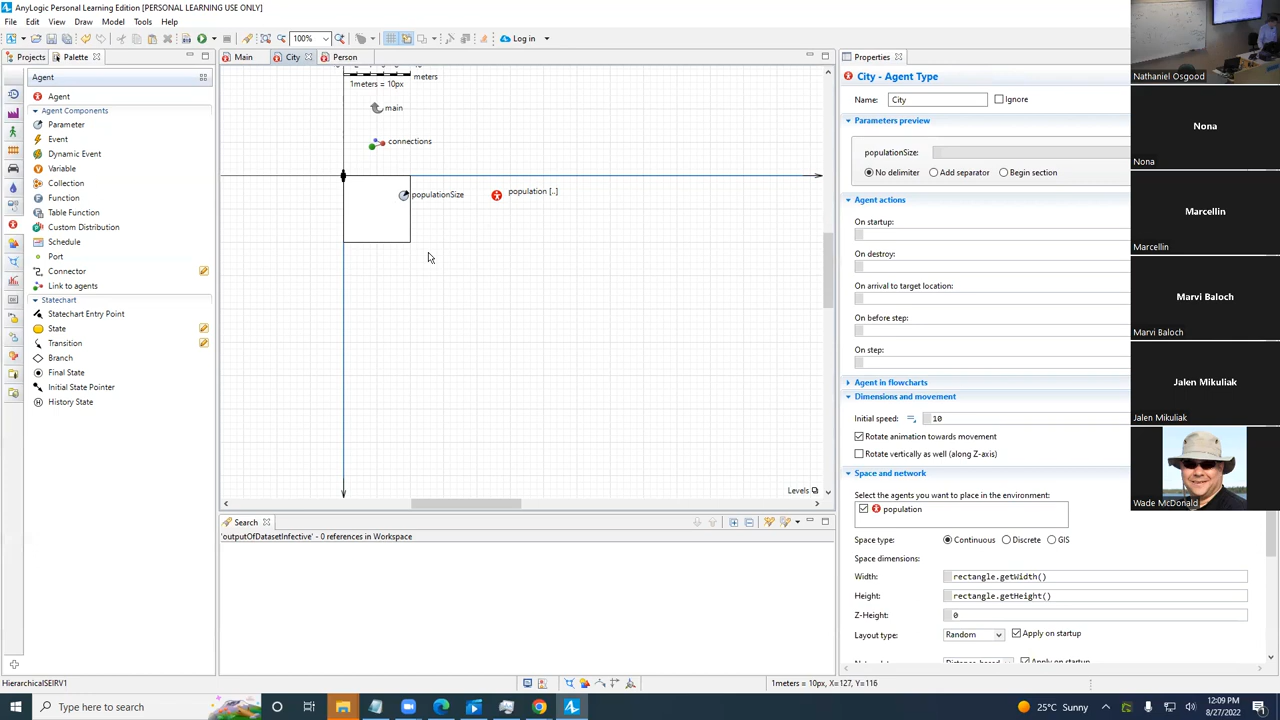 AnyLogic Personal Learning Edition [PERSONAL LEARNING USE ONLY]
File Edit View Draw Model Tools Help
100% Log in
Projects Palette
Main City Person
Properties
Agent
Agent
Agent Components
Parameter
Event
Dynamic Event
Variable
Collection
Function
Table Function
Custom Distribution
Schedule
Port
Connector
Link to agents
Statechart
Statechart Entry Point
State
Transition
Branch
Final State
Initial State Pointer
History State
meters
1meters = 10px
main
connections
populationSize
population [..]
Levels
Search
'outputOfDatasetInfective' - 0 references in Workspace
City - Agent Type
Name: City Ignore
Parameters preview
populationSize:
No delimiter Add separator Begin section
Agent actions
On startup:
On destroy:
On arrival to target location:
On before step:
On step:
Agent in flowcharts
Dimensions and movement
Initial speed: 10
Rotate animation towards movement
Rotate vertically as well (along Z-axis)
Space and network
Select the agents you want to place in the environment:
population
Space type: Continuous Discrete GIS
Space dimensions:
Width: rectangle.getWidth()
Height: rectangle.getHeight()
Z-Height: 0
Layout type: Random Apply on startup
Nathaniel Osgood
Nona
Nona
Marcellin
Marcellin
Marvi Baloch
Marvi Baloch
Jalen Mikuliak
Jalen Mikuliak
Wade McDonald
HierarchicalSEIRV1
1meters = 10px, X=127, Y=116
Type here to search
25°C Sunny
12:09 PM
8/27/2022